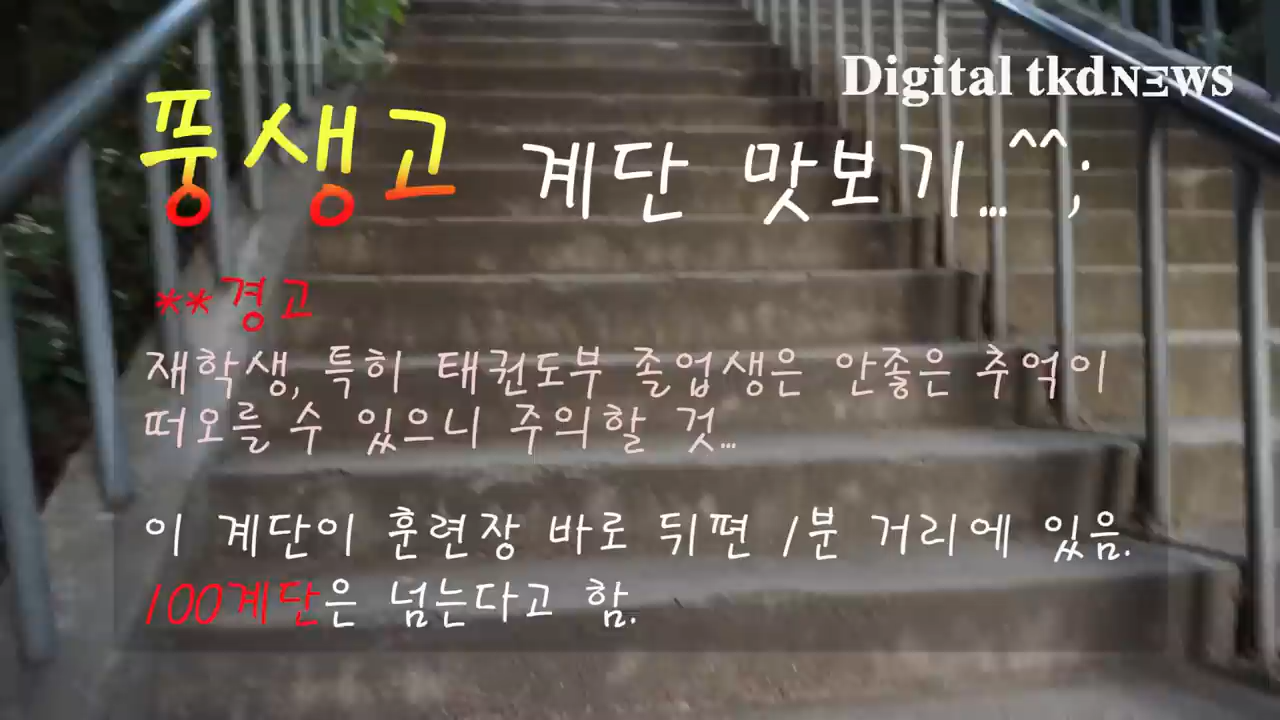 Digital tkdNEWS
풍생고 계단 맛보기...^^;
**경고
재학생, 특히 태권도부 졸업생은 안좋은 추억이
떠오를 수 있으니 주의할 것...
이 계단이 훈련장 바로 뒤편 1분 거리에 있음.
100계단은 넘는다고 함.